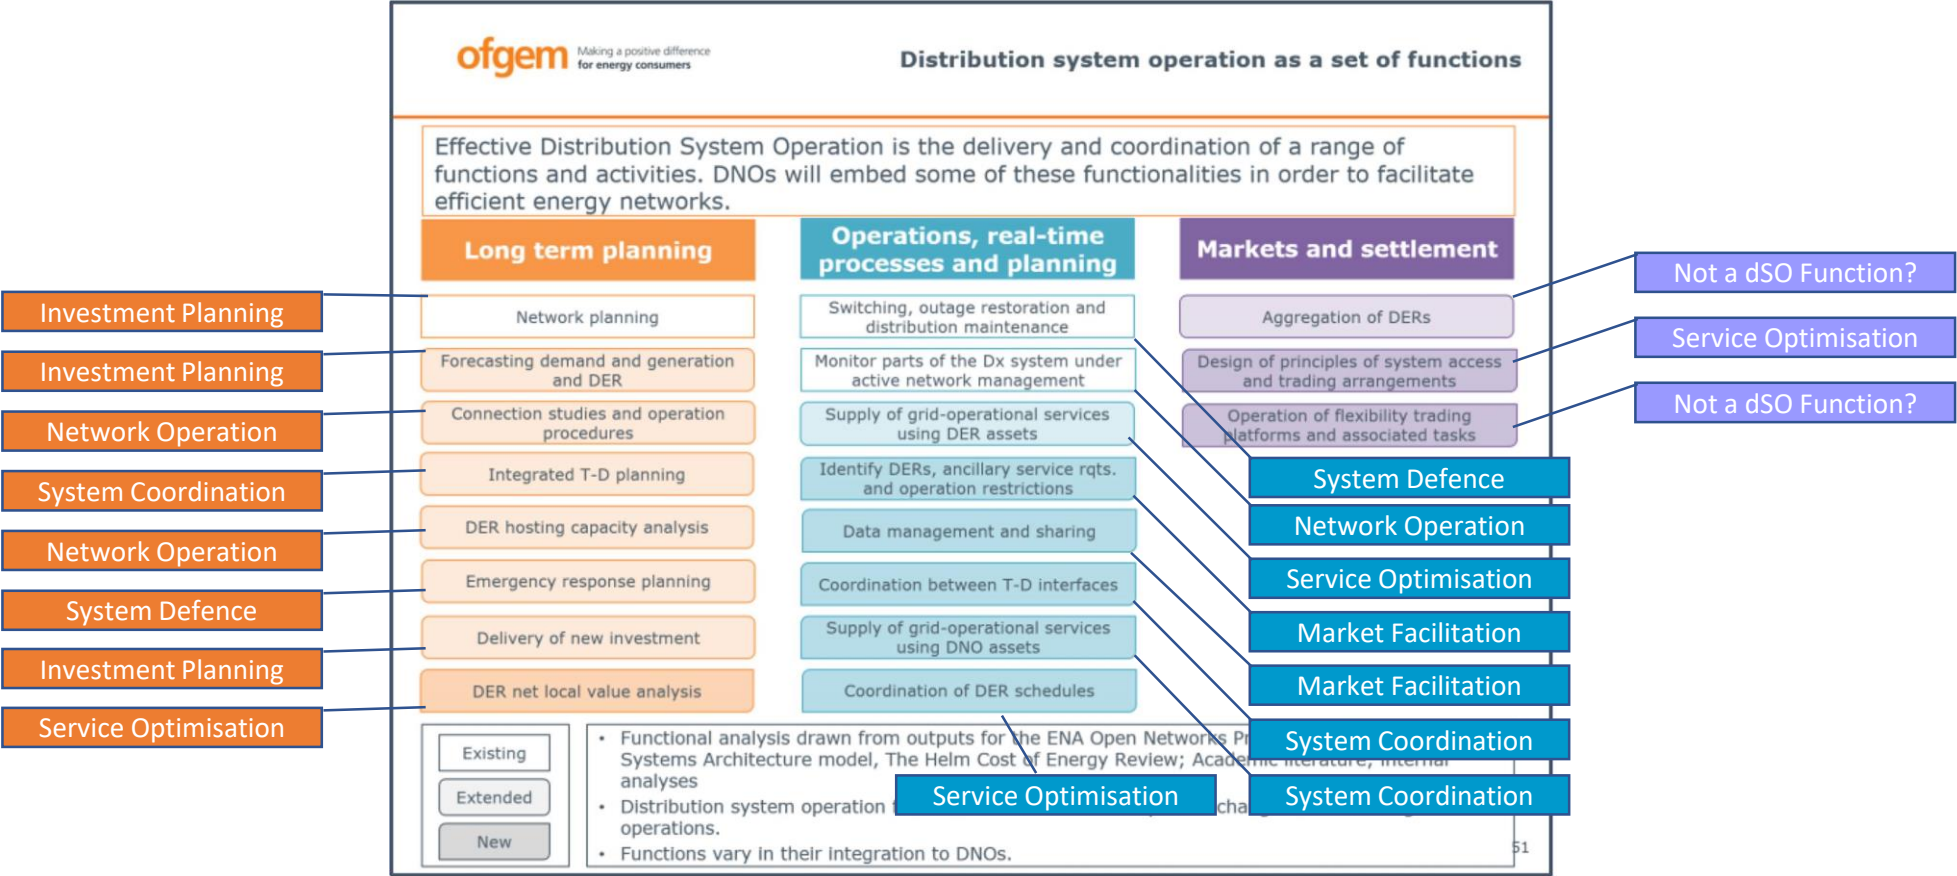 ofgem
Making a positive difference
for energy consumers
Distribution system operation as a set of functions
Effective Distribution System Operation is the delivery and coordination of a range of
functions and activities. DNOs will embed some of these functionalities in order to facilitate
efficient energy networks.
Long term planning
Network planning
Forecasting demand and generation
and DER
Connection studies and operation
procedures
Integrated T-D planning
DER hosting capacity analysis
Emergency response planning
Delivery of new investment
DER net local value analysis
Operations, real-time
processes and planning
Switching, outage restoration and
distribution maintenance
Monitor parts of the Dx system under
active network management
Supply of grid-operational services
using DER assets
Identify DERs, ancillary service rqts.
and operation restrictions
Data management and sharing
Coordination between T-D interfaces
Supply of grid-operational services
using DNO assets
Coordination of DER schedules
Markets and settlement
Aggregation of DERs
Design of principles of system access
and trading arrangements
Operation of flexibility trading
platforms and associated tasks
Investment Planning
Investment Planning
Network Operation
System Coordination
Network Operation
System Defence
Investment Planning
Service Optimisation
Not a dSO Function?
Service Optimisation
Not a dSO Function?
System Defence
Network Operation
Service Optimisation
Market Facilitation
Market Facilitation
System Coordination
System Coordination
Service Optimisation
Existing
Extended
New
• Functional analysis drawn from outputs for the ENA Open Networks
Systems Architecture model, The Helm Cost of Energy Review; Academic literature, internal
analyses
• Distribution system operation
operations.
• Functions vary in their integration to DNOs.
51